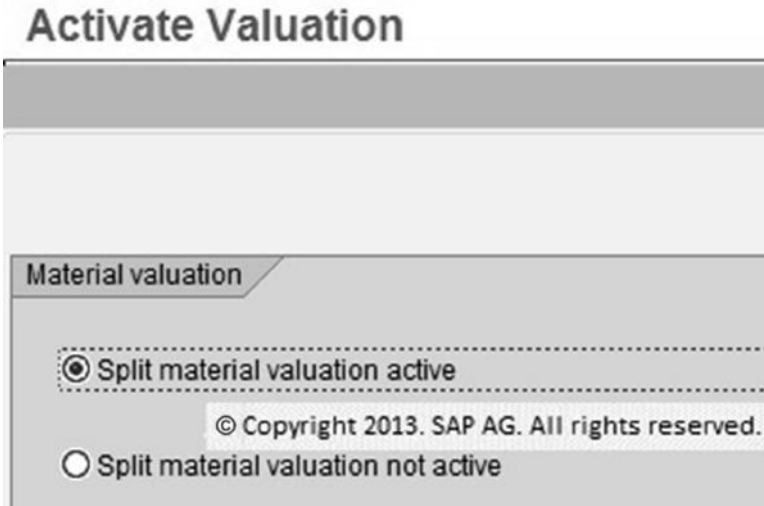 Activate Valuation
Material valuation
Split material valuation active
© Copyright 2013. SAP AG. All rights reserved.
Split material valuation not active